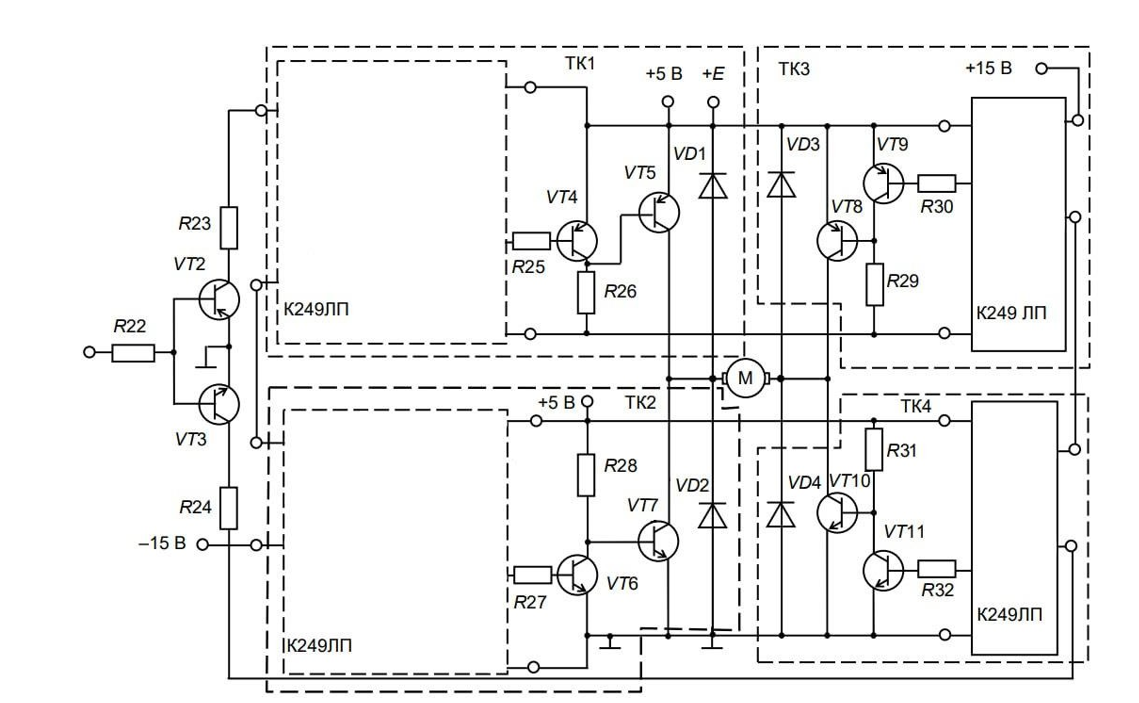 ТК1
+5 В
+E
ТК3
+15 В
VD1
VD3
VT9
VT5
R23
VT4
VT8
R30
R25
VT2
R26
R29
К249ЛП
К249 ЛП
R22
М
VT3
+5 В
ТК2
ТК4
R31
R28
R24
VD2
VD4
VT10
VT7
–15 В
VT11
R27
VT6
R32
К249ЛП
К249ЛП